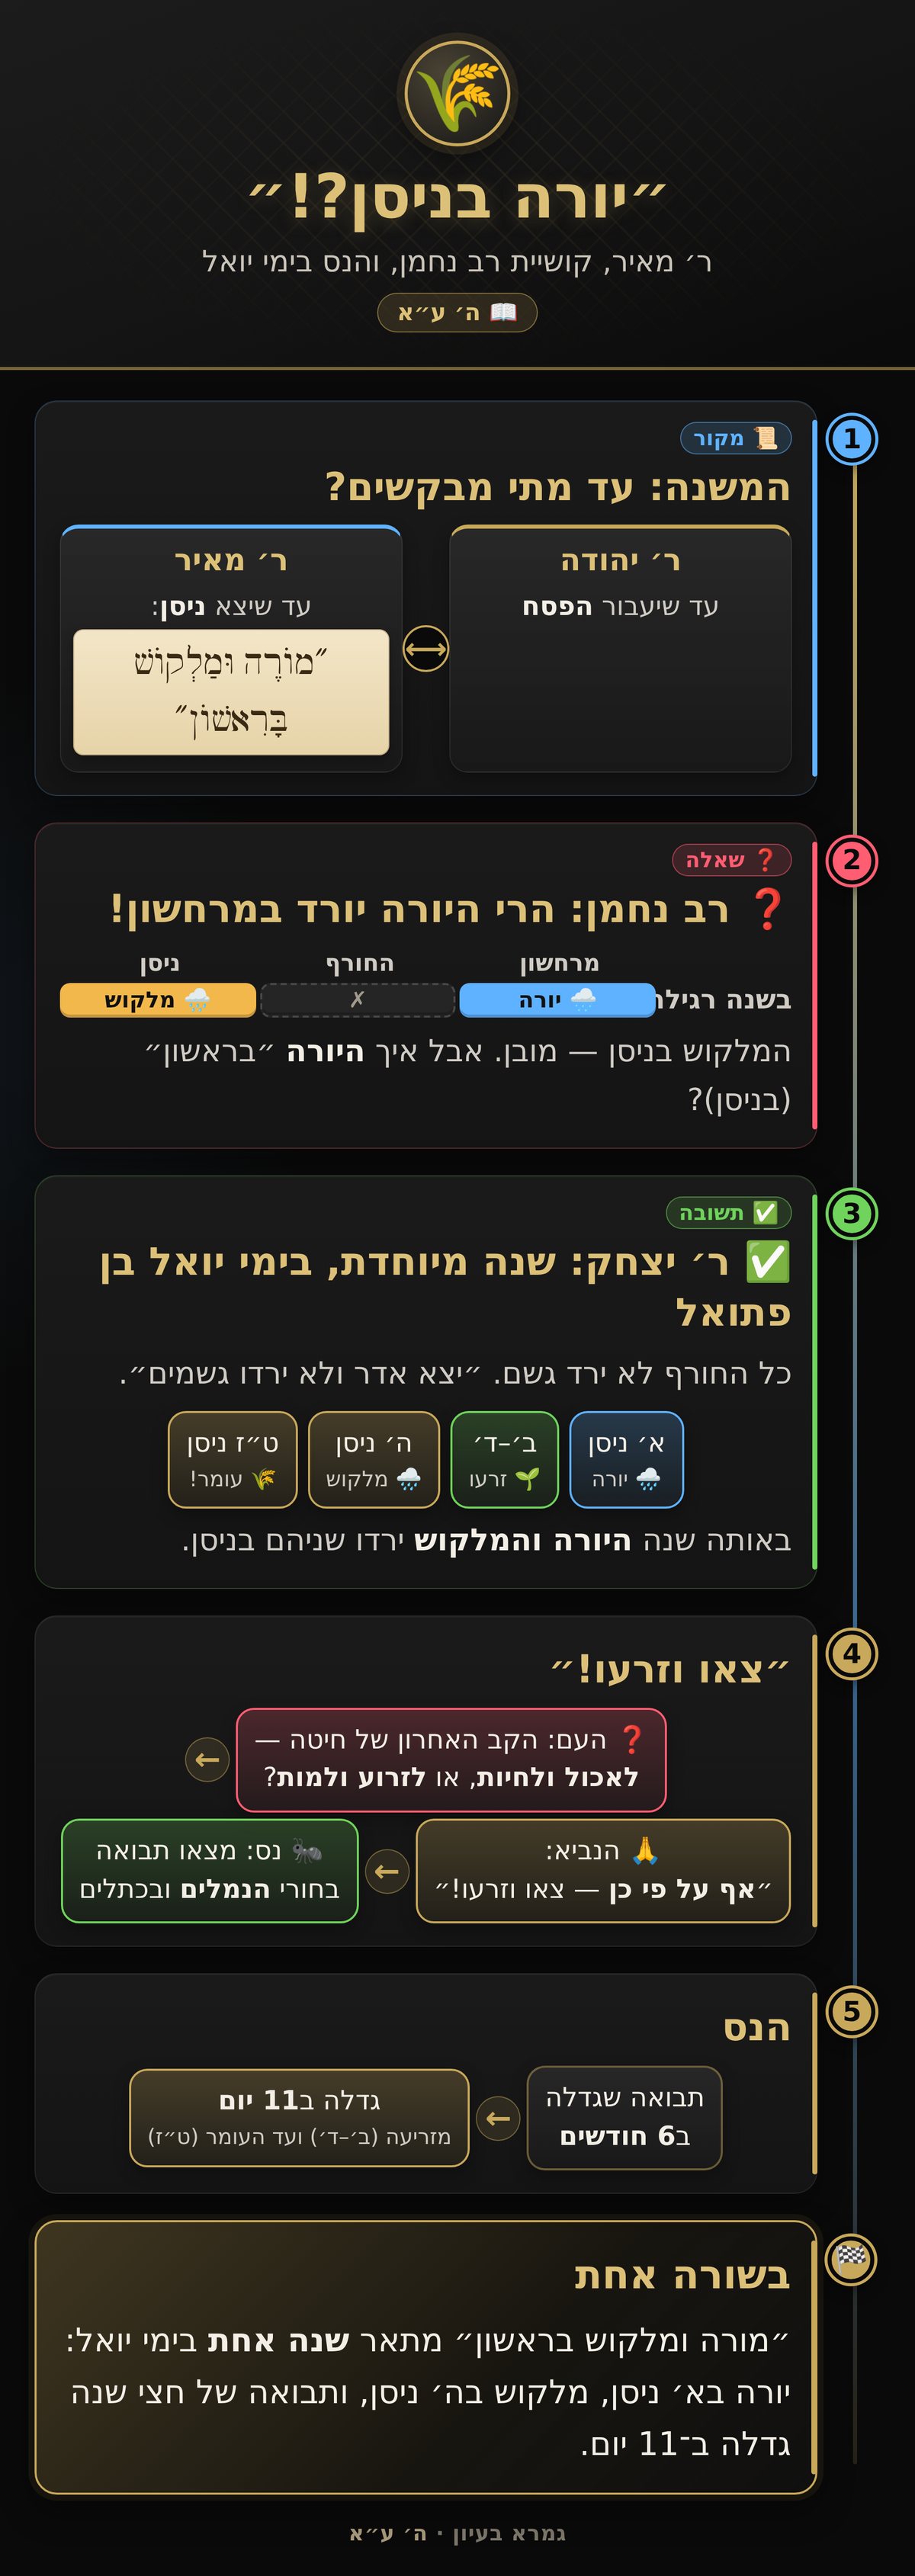 ״יורה בניסן?!״
ר׳ מאיר, קושיית רב נחמן, והנס בימי יואל
📖 ה׳ ע״א
1
📜 מקור
המשנה: עד מתי מבקשים?
ר׳ יהודה
עד שיעבור הפסח
⟷
ר׳ מאיר
עד שיצא ניסן:
״מוֹרֶה וּמַלְקוֹשׁ
בָּרִאשׁוֹן״
2
❓ שאלה
❓ רב נחמן: הרי היורה יורד במרחשון!
מרחשון החורף ניסן
בשנה רגילה 🌧️ יורה ✗ 🌧️ מלקוש
המלקוש בניסן — מובן. אבל איך היורה ״בראשון״
(בניסן)?
3
✅ תשובה
✅ ר׳ יצחק: שנה מיוחדת, בימי יואל בן
פתואל
כל החורף לא ירד גשם. ״יצא אדר ולא ירדו גשמים״.
א׳ ניסן
🌧️ יורה
ב׳–ד׳
🌱 זרעו
ה׳ ניסן
🌧️ מלקוש
ט״ז ניסן
🌾 עומר!
באותה שנה היורה והמלקוש ירדו שניהם בניסן.
4
״צאו וזרעו!״
❓ העם: הקב האחרון של חיטה —
לאכול ולחיות, או לזרוע ולמות?
←
🙏 הנביא:
״אף על פי כן — צאו וזרעו!״
←
🐜 נס: מצאו תבואה
בחורי הנמלים ובכתלים
5
הנס
תבואה שגדלה
ב6 חודשים
←
גדלה ב11 יום
מזריעה (ב׳–ד׳) ועד העומר (ט״ז)
🏁
בשורה אחת
״מורה ומלקוש בראשון״ מתאר שנה אחת בימי יואל:
יורה בא׳ ניסן, מלקוש בה׳ ניסן, ותבואה של חצי שנה
גדלה ב־11 יום.
גמרא בעיון · ה׳ ע״א